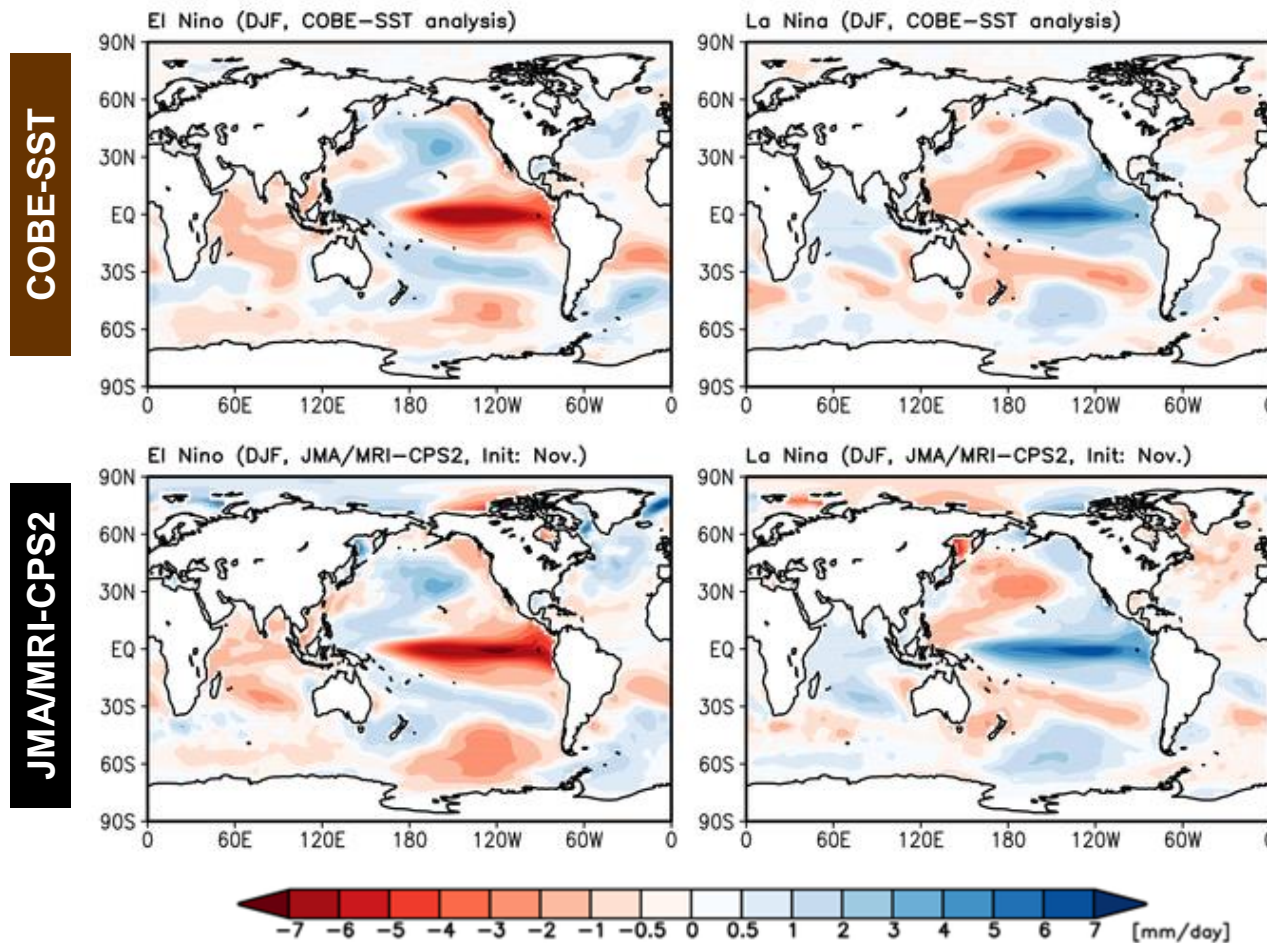 El Nino (DJF, COBE-SST analysis)
La Nina (DJF, COBE-SST analysis)
COBE-SST
90N
60N
30N
EQ
30S
60S
90S
0 60E 120E 180 120W 60W 0
90N
60N
30N
EQ
30S
60S
90S
0 60E 120E 180 120W 60W 0
El Nino (DJF, JMA/MRI-CPS2, Init: Nov.)
La Nina (DJF, JMA/MRI-CPS2, Init: Nov.)
JMA/MRI-CPS2
90N
60N
30N
EQ
30S
60S
90S
0 60E 120E 180 120W 60W 0
90N
60N
30N
EQ
30S
60S
90S
0 60E 120E 180 120W 60W 0
-7 -6 -5 -4 -3 -2 -1 -0.5 0 0.5 1 2 3 4 5 6 7 [mm/day]